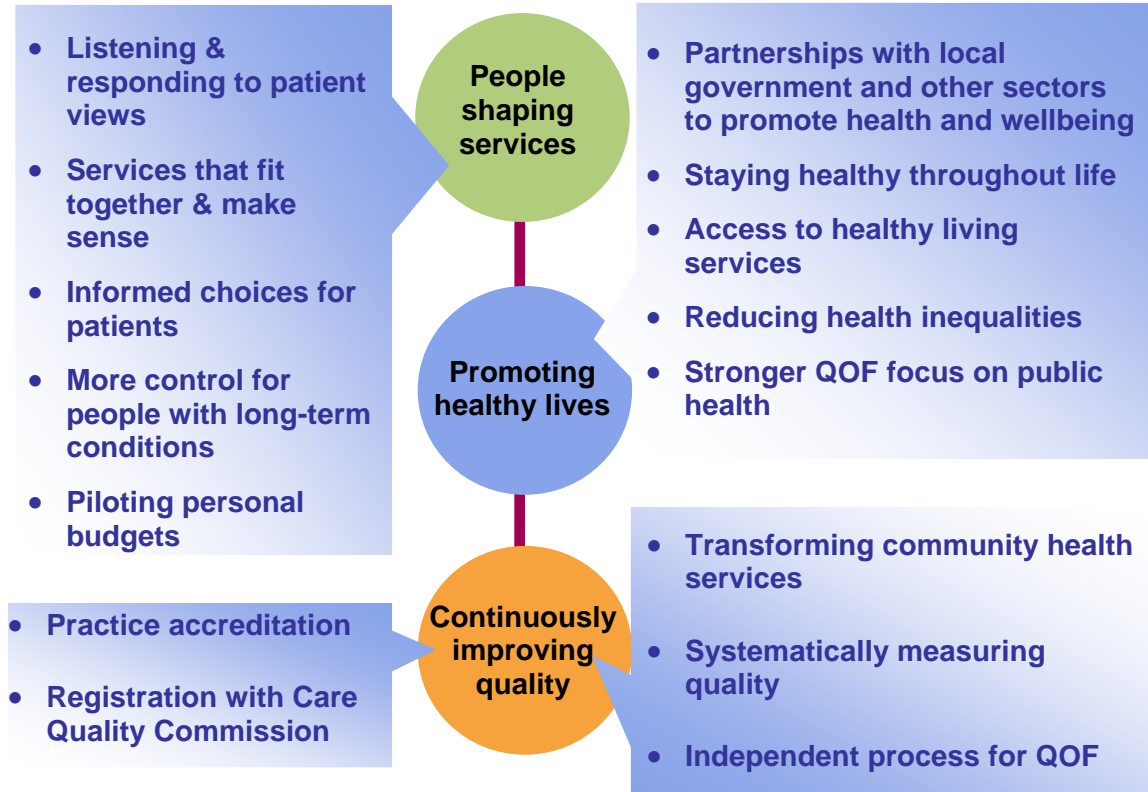 People
shaping
services
• Listening &
responding to patient
views
• Services that fit
together & make
sense
• Informed choices for
patients
• More control for
people with long-term
conditions
• Piloting personal
budgets
Promoting
healthy lives
• Partnerships with local
government and other sectors
to promote health and wellbeing
• Staying healthy throughout life
• Access to healthy living
services
• Reducing health inequalities
• Stronger QOF focus on public
health
Continuously
improving
quality
• Practice accreditation
• Registration with Care
Quality Commission
• Transforming community health
services
• Systematically measuring
quality
• Independent process for QOF